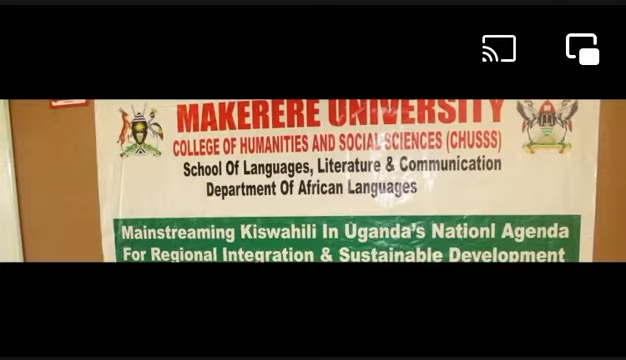 MAKERERE UNIVERSITY
COLLEGE OF HUMANITIES AND SOCIAL SCIENCES (CHUSSS)
School Of Languages, Literature & Communication
Department Of African Languages
Mainstreaming Kiswahili In Uganda's Nationl Agenda
For Regional Integration & Sustainable Development